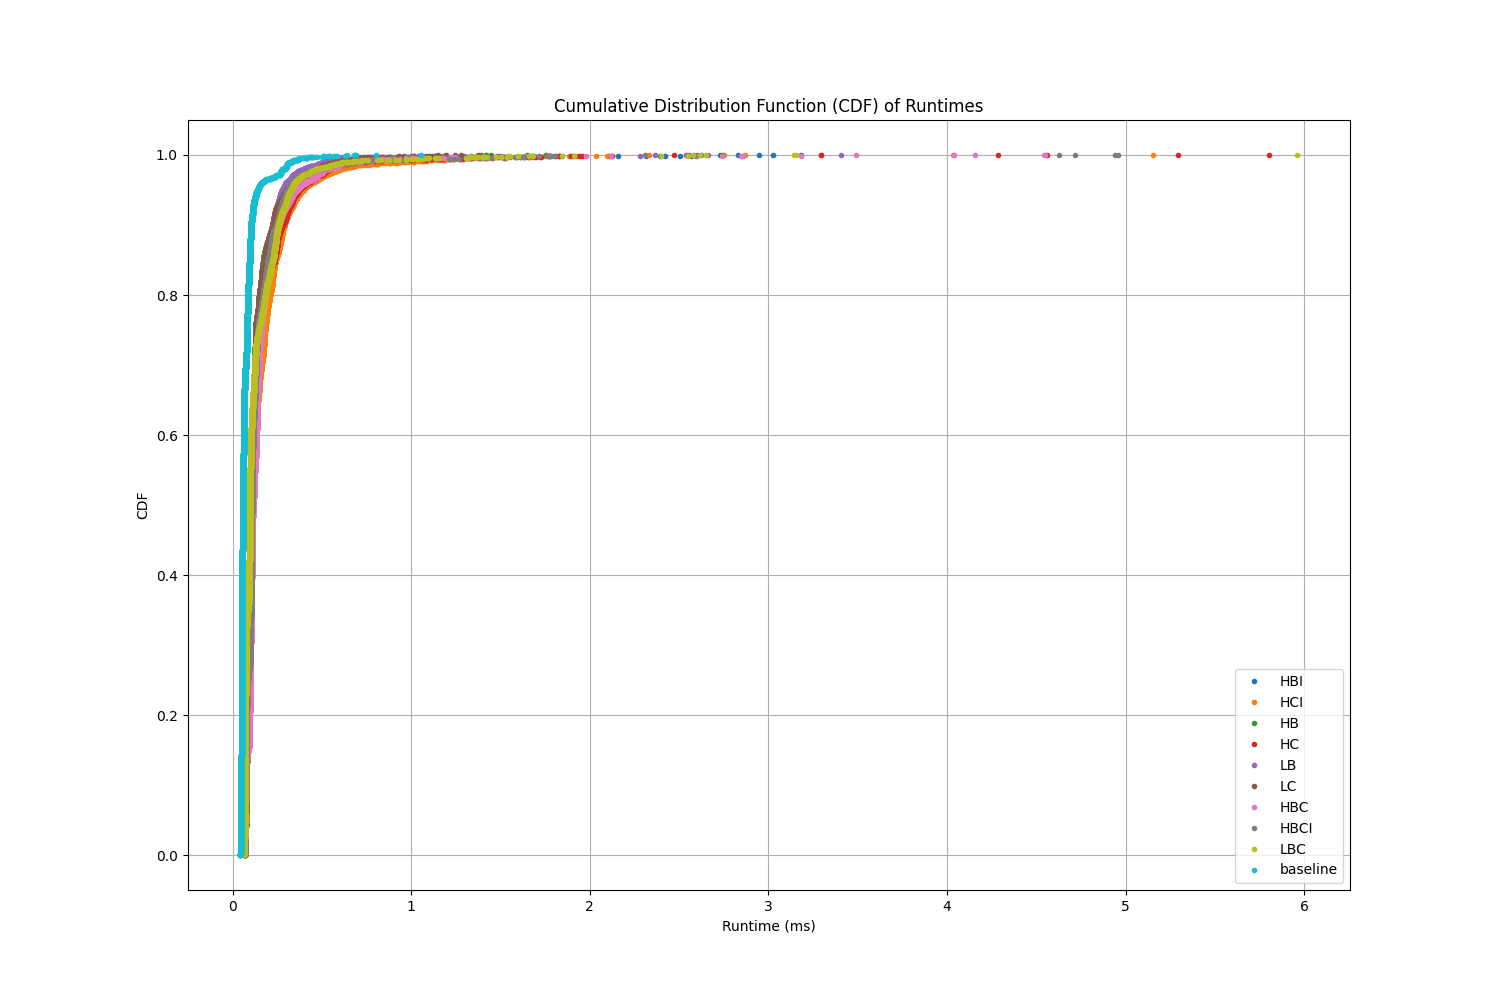 Cumulative Distribution Function (CDF) of Runtimes
1.0
0.8
0.6
0.4
0.2
0.0
CDF
0 1 2 3 4 5 6
Runtime (ms)
HBI
HCI
HB
HC
LB
LC
HBC
HBCI
LBC
baseline